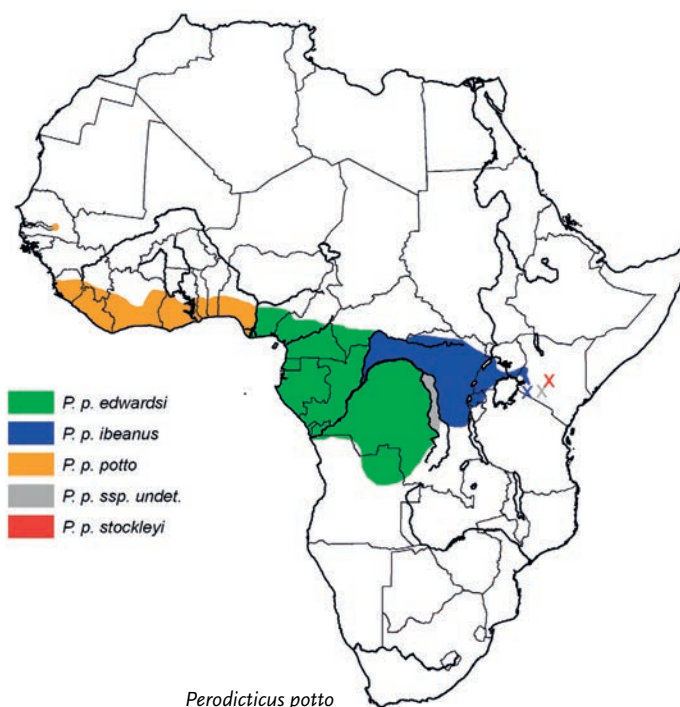 P. p. edwardsi
P. p. ibeanus
P. p. potto
P. p. ssp. undet.
P. p. stockleyi
X X X
Perodicticus potto